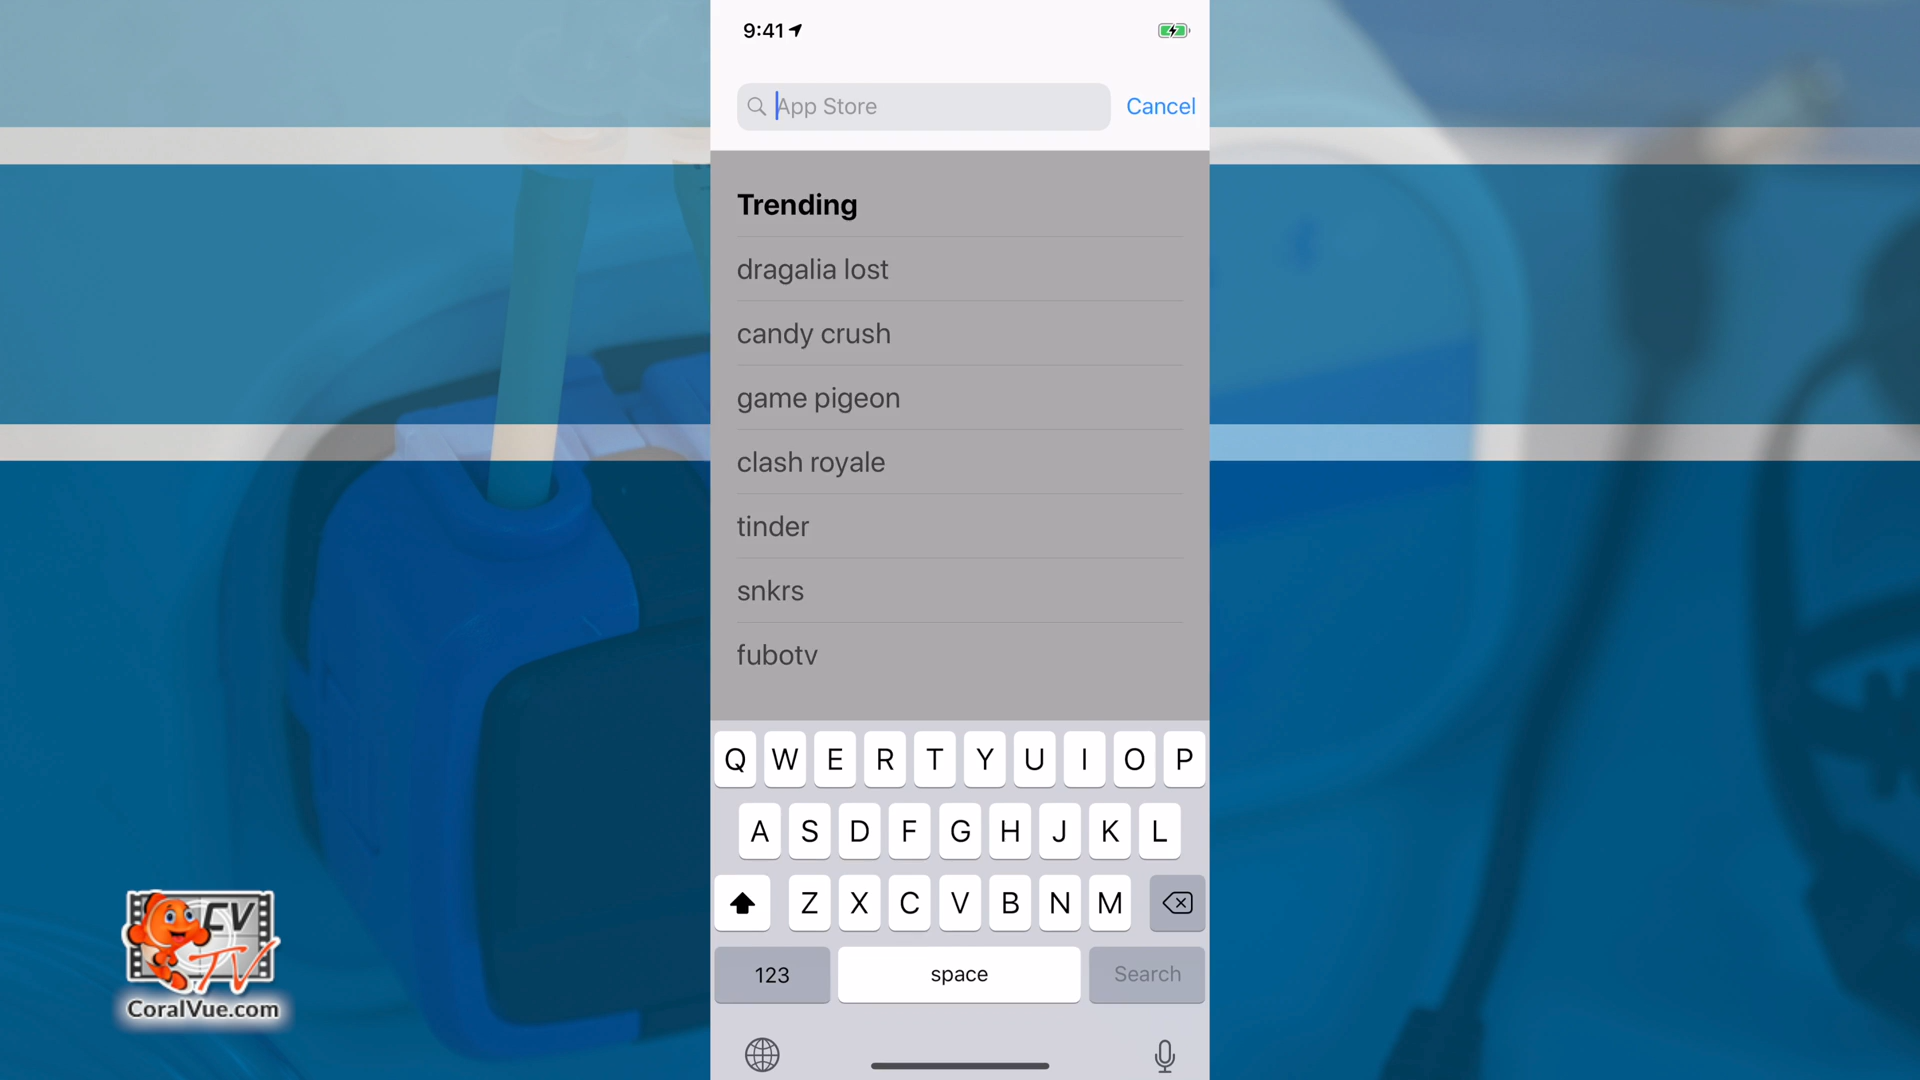 9:41
App Store
Cancel
Trending
dragalia lost
candy crush
game pigeon
clash royale
tinder
snkrs
fubotv
Q W E R T Y U I O P
A S D F G H J K L
Z X C V B N M
123
space
Search
CV
TV
CoralVue.com